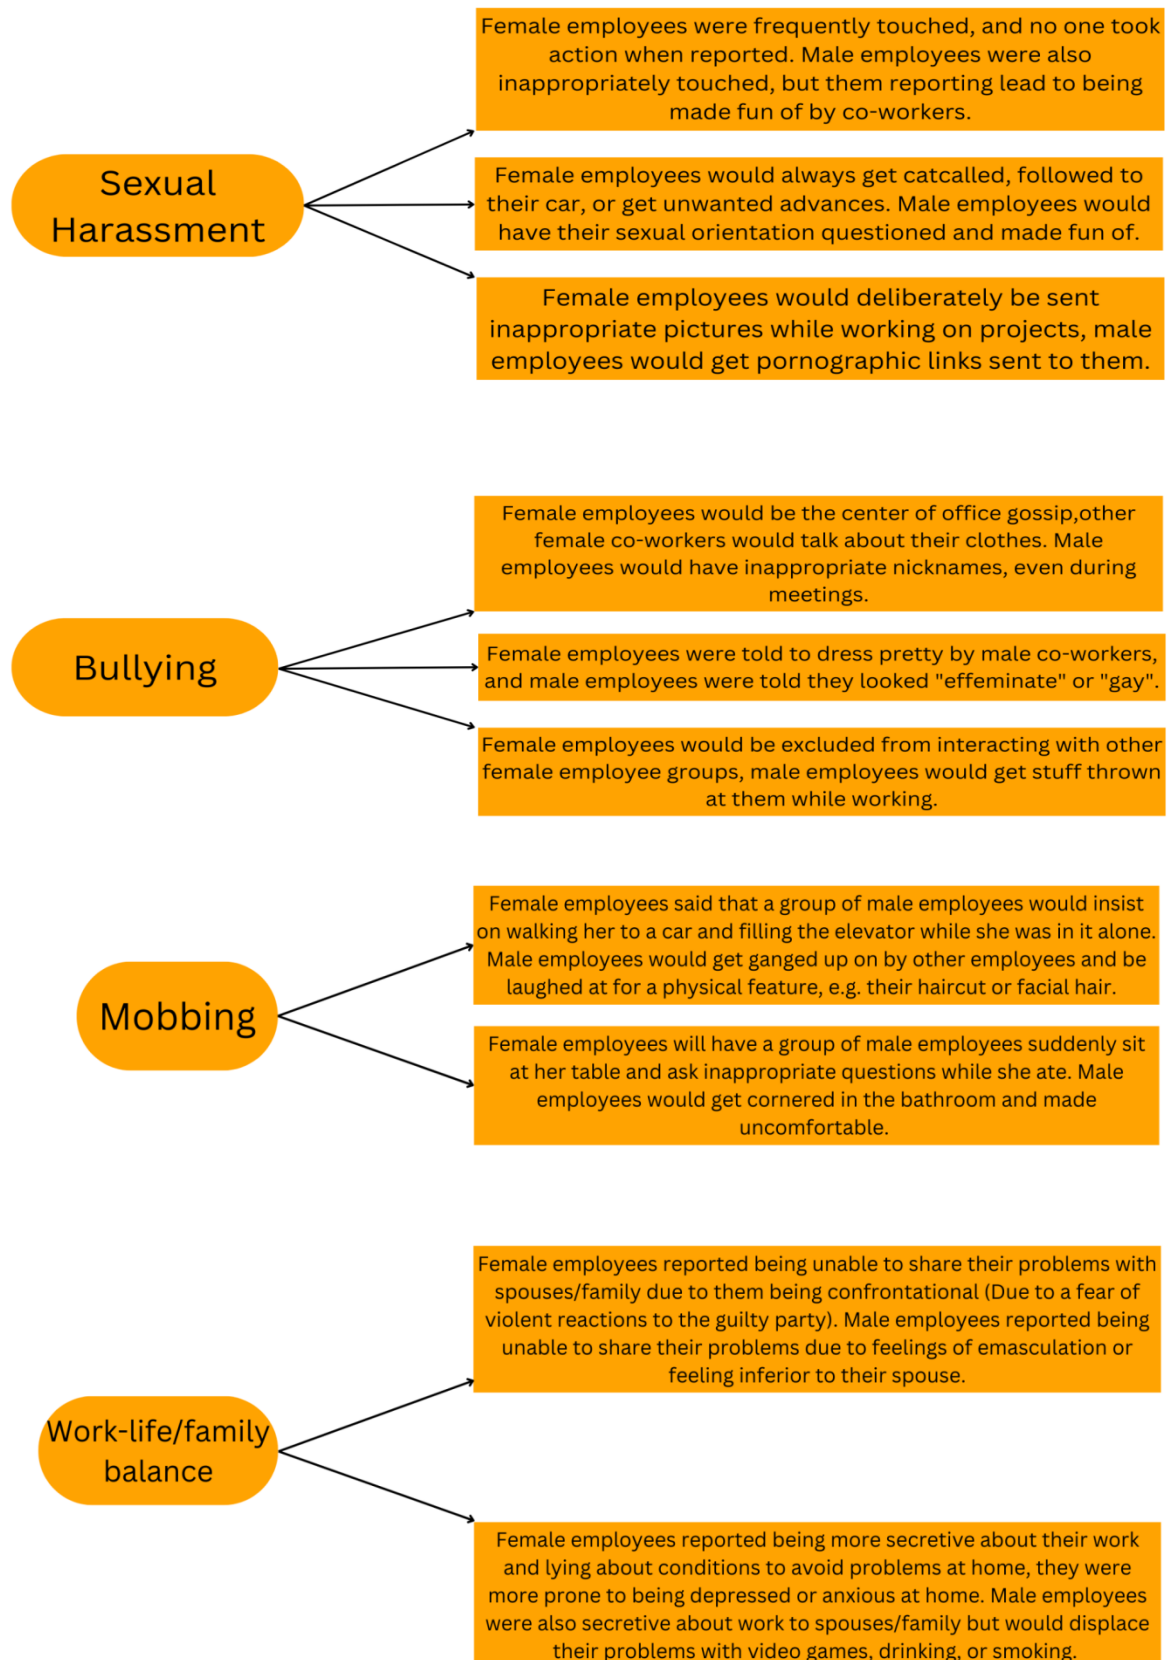 Female employees were frequently touched, and no one took
action when reported. Male employees were also
inappropriately touched, but them reporting lead to being
made fun of by co-workers.
Sexual
Harassment
Female employees would always get catcalled, followed to
their car, or get unwanted advances. Male employees would
have their sexual orientation questioned and made fun of.
Female employees would deliberately be sent
inappropriate pictures while working on projects, male
employees would get pornographic links sent to them.
Female employees would be the center of office gossip,other
female co-workers would talk about their clothes. Male
employees would have inappropriate nicknames, even during
meetings.
Bullying
Female employees were told to dress pretty by male co-workers,
and male employees were told they looked "effeminate" or "gay".
Female employees would be excluded from interacting with other
female employee groups, male employees would get stuff thrown
at them while working.
Female employees said that a group of male employees would insist
on walking her to a car and filling the elevator while she was in it alone.
Male employees would get ganged up on by other employees and be
laughed at for a physical feature, e.g. their haircut or facial hair.
Mobbing
Female employees will have a group of male employees suddenly sit
at her table and ask inappropriate questions while she ate. Male
employees would get cornered in the bathroom and made
uncomfortable.
Female employees reported being unable to share their problems with
spouses/family due to them being confrontational (Due to a fear of
violent reactions to the guilty party). Male employees reported being
unable to share their problems due to feelings of emasculation or
feeling inferior to their spouse.
Work-life/family
balance
Female employees reported being more secretive about their work
and lying about conditions to avoid problems at home, they were
more prone to being depressed or anxious at home. Male employees
were also secretive about work to spouses/family but would displace
their problems with video games, drinking, or smoking.